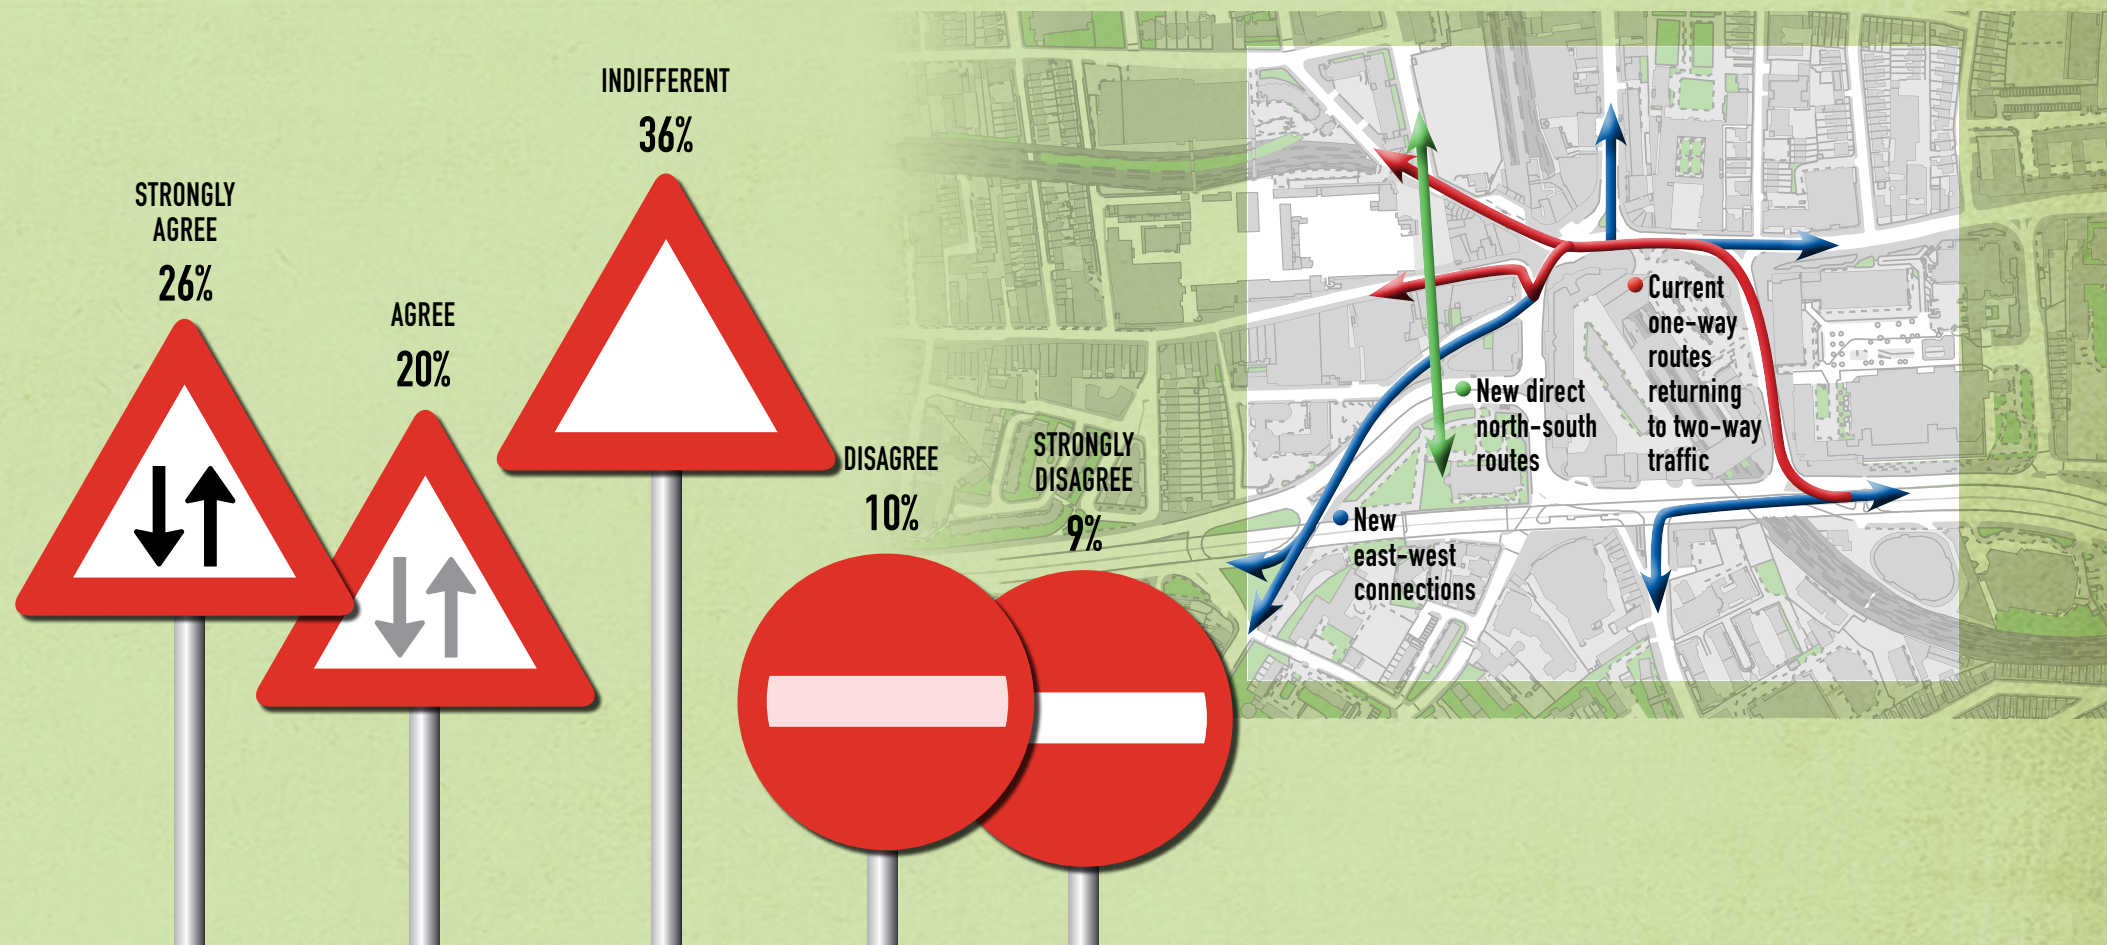 STRONGLY
AGREE
26%
AGREE
20%
INDIFFERENT
36%
DISAGREE
10%
STRONGLY
DISAGREE
9%
Current
one-way
routes
returning
to two-way
traffic
New direct
north-south
routes
New
east-west
connections